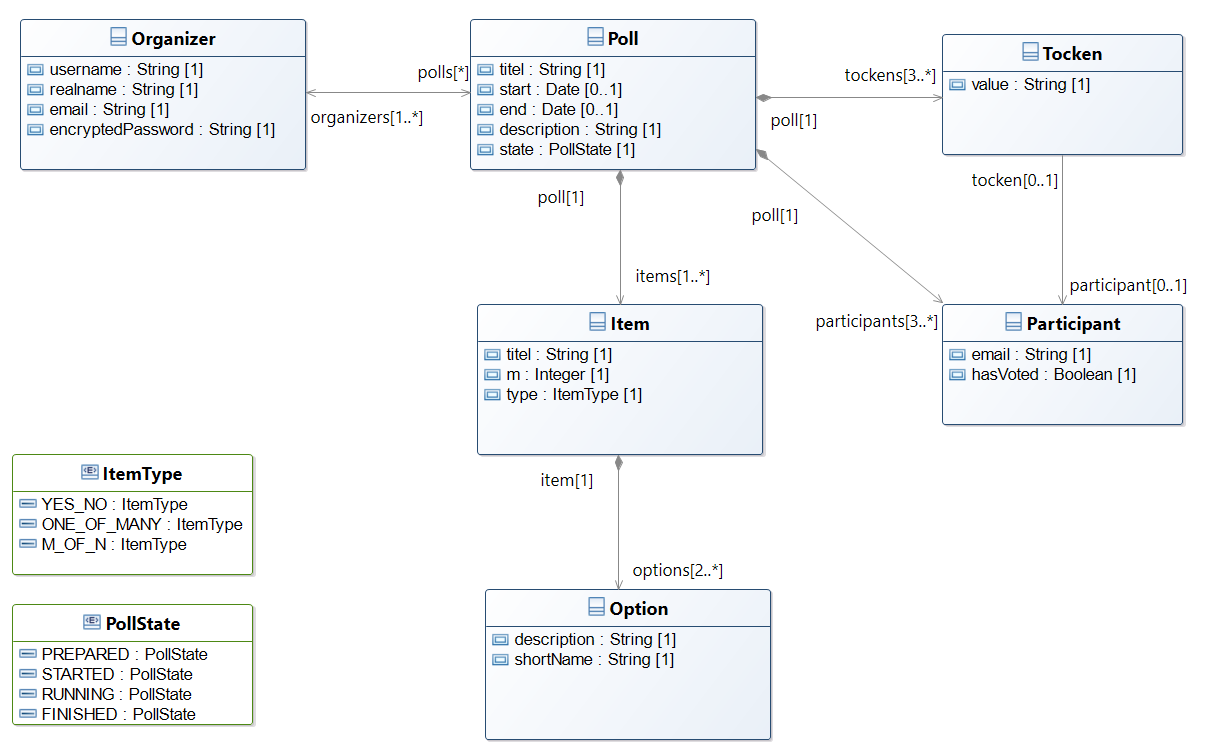 Organizer
username : String [1]
realname : String [1]
email : String [1]
encryptedPassword : String [1]
polls[*]
organizers[1..*]
Poll
titel : String [1]
start : Date [0..1]
end : Date [0..1]
description : String [1]
state : PollState [1]
tockens[3..*]
poll[1]
Tocken
value : String [1]
poll[1]
poll[1]
tocken[0..1]
items[1..*]
participant[0..1]
participants[3..*]
Item
titel : String [1]
m : Integer [1]
type : ItemType [1]
Participant
email : String [1]
hasVoted : Boolean [1]
item[1]
options[2..*]
ItemType
YES_NO : ItemType
ONE_OF_MANY : ItemType
M_OF_N : ItemType
PollState
PREPARED : PollState
STARTED : PollState
RUNNING : PollState
FINISHED : PollState
Option
description : String [1]
shortName : String [1]